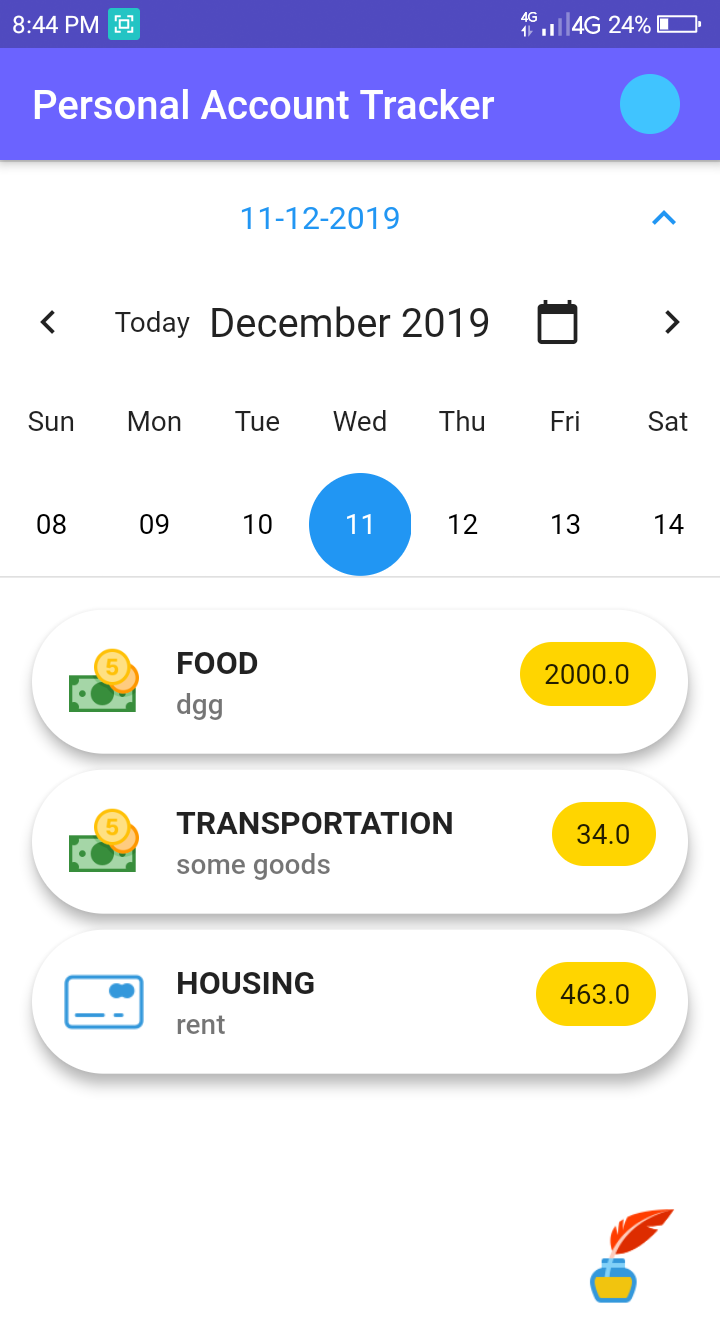 8:44 PM 4G 4G 24%
Personal Account Tracker
11-12-2019
Today December 2019
Sun Mon Tue Wed Thu Fri Sat
08 09 10 11 12 13 14
5
FOOD 2000.0
dgg
5
TRANSPORTATION 34.0
some goods
HOUSING 463.0
rent